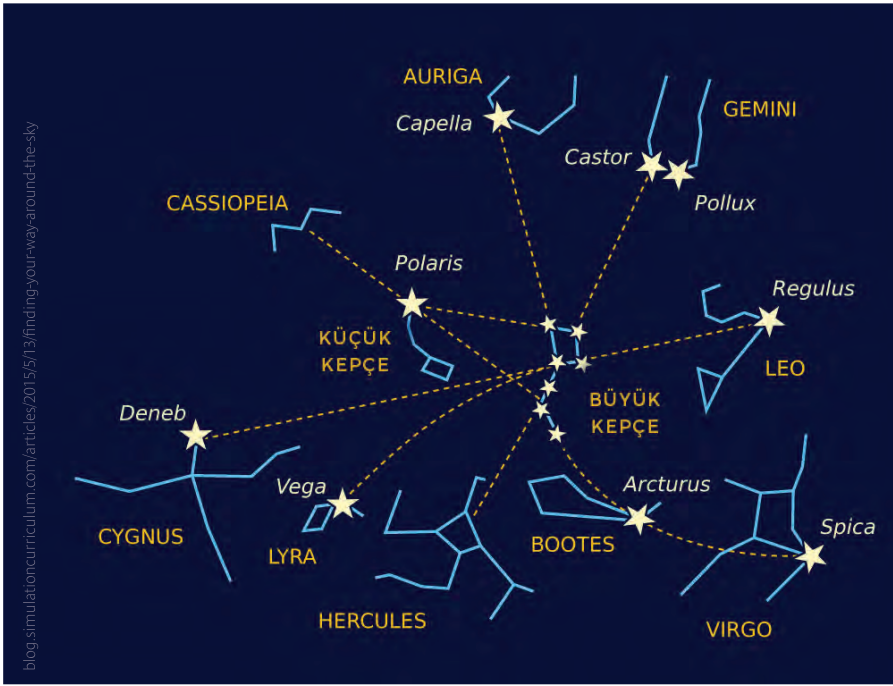 AURIGA
Capella
GEMINI
Castor
Pollux
CASSIOPEIA
Polaris
Regulus
KÜÇÜK
KEPÇE
LEO
BÜYÜK
KEPÇE
Deneb
Vega
Arcturus
Spica
CYGNUS
LYRA
BOOTES
HERCULES
VIRGO
blog.simulationcurriculum.com/articles/2015/5/13/finding-your-way-around-the-sky